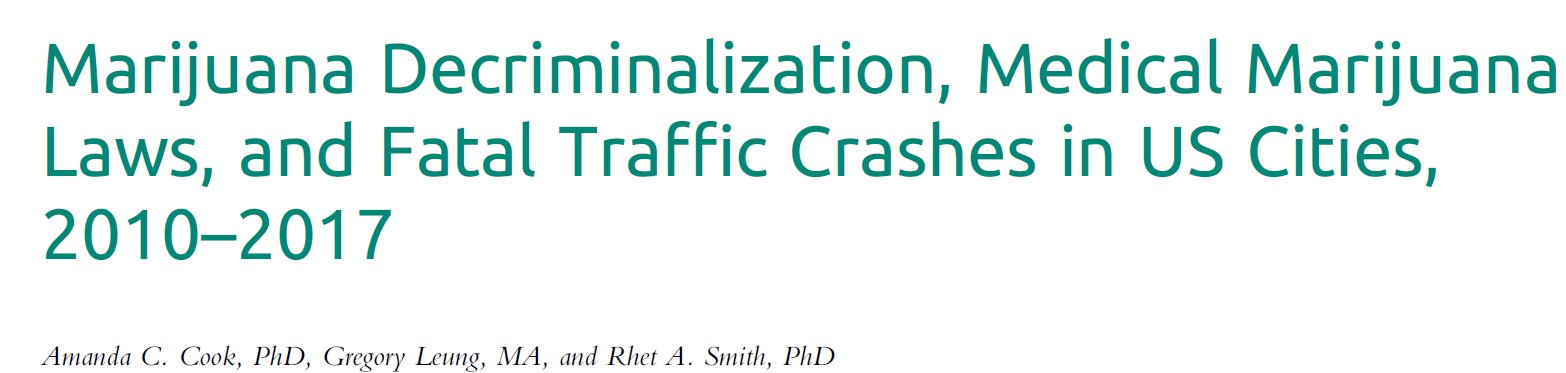 Marijuana Decriminalization, Medical Marijuana
Laws, and Fatal Traffic Crashes in US Cities,
2010–2017
Amanda C. Cook, PhD, Gregory Leung, MA, and Rhet A. Smith, PhD